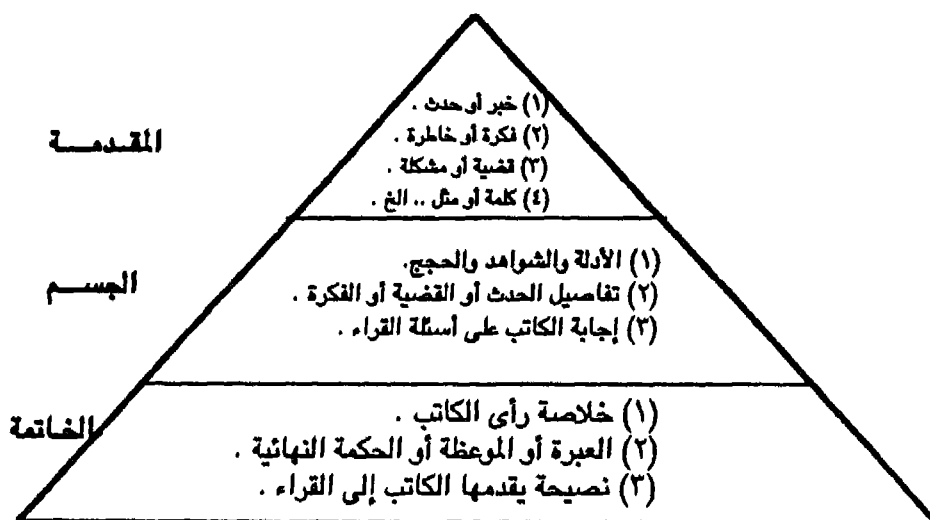 (١) خبر أو حدث .
(٢) فكرة أو خاطرة .
المقدمــة
(٣) قضية أو مشكلة .
(٤) كلمة أو مثل .. الخ .
(١) الأدلة والشواهد والحجج.
الجســم
(٢) تفاصيل الحدث أو القضية أو الفكرة .
(٣) إجابة الكاتب على أسئلة القراء .
(١) خلاصة رأى الكاتب .
الخاتمة
(٢) العبرة أو الموعظة أو الحكمة النهائية .
(٣) نصيحة يقدمها الكاتب إلى القراء .